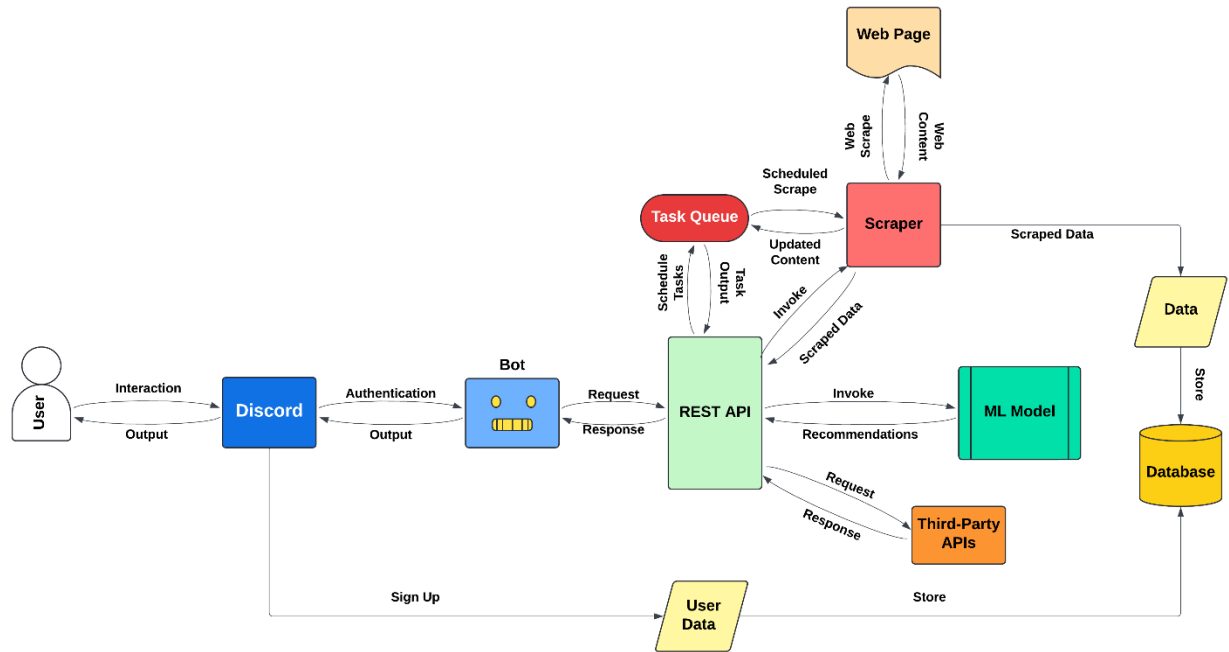 Web Page
Web
Scrape
Web
Content
Scheduled
Scrape
Task Queue
Scraper
Updated
Content
Scraped Data
Schedule
Tasks
Task
Output
Invoke
Scraped Data
Data
Store
Bot
User
Interaction
Output
Discord
Authentication
Output
Request
Response
REST API
Invoke
Recommendations
ML Model
Database
Request
Response
Third-Party
APIs
Sign Up
User
Data
Store